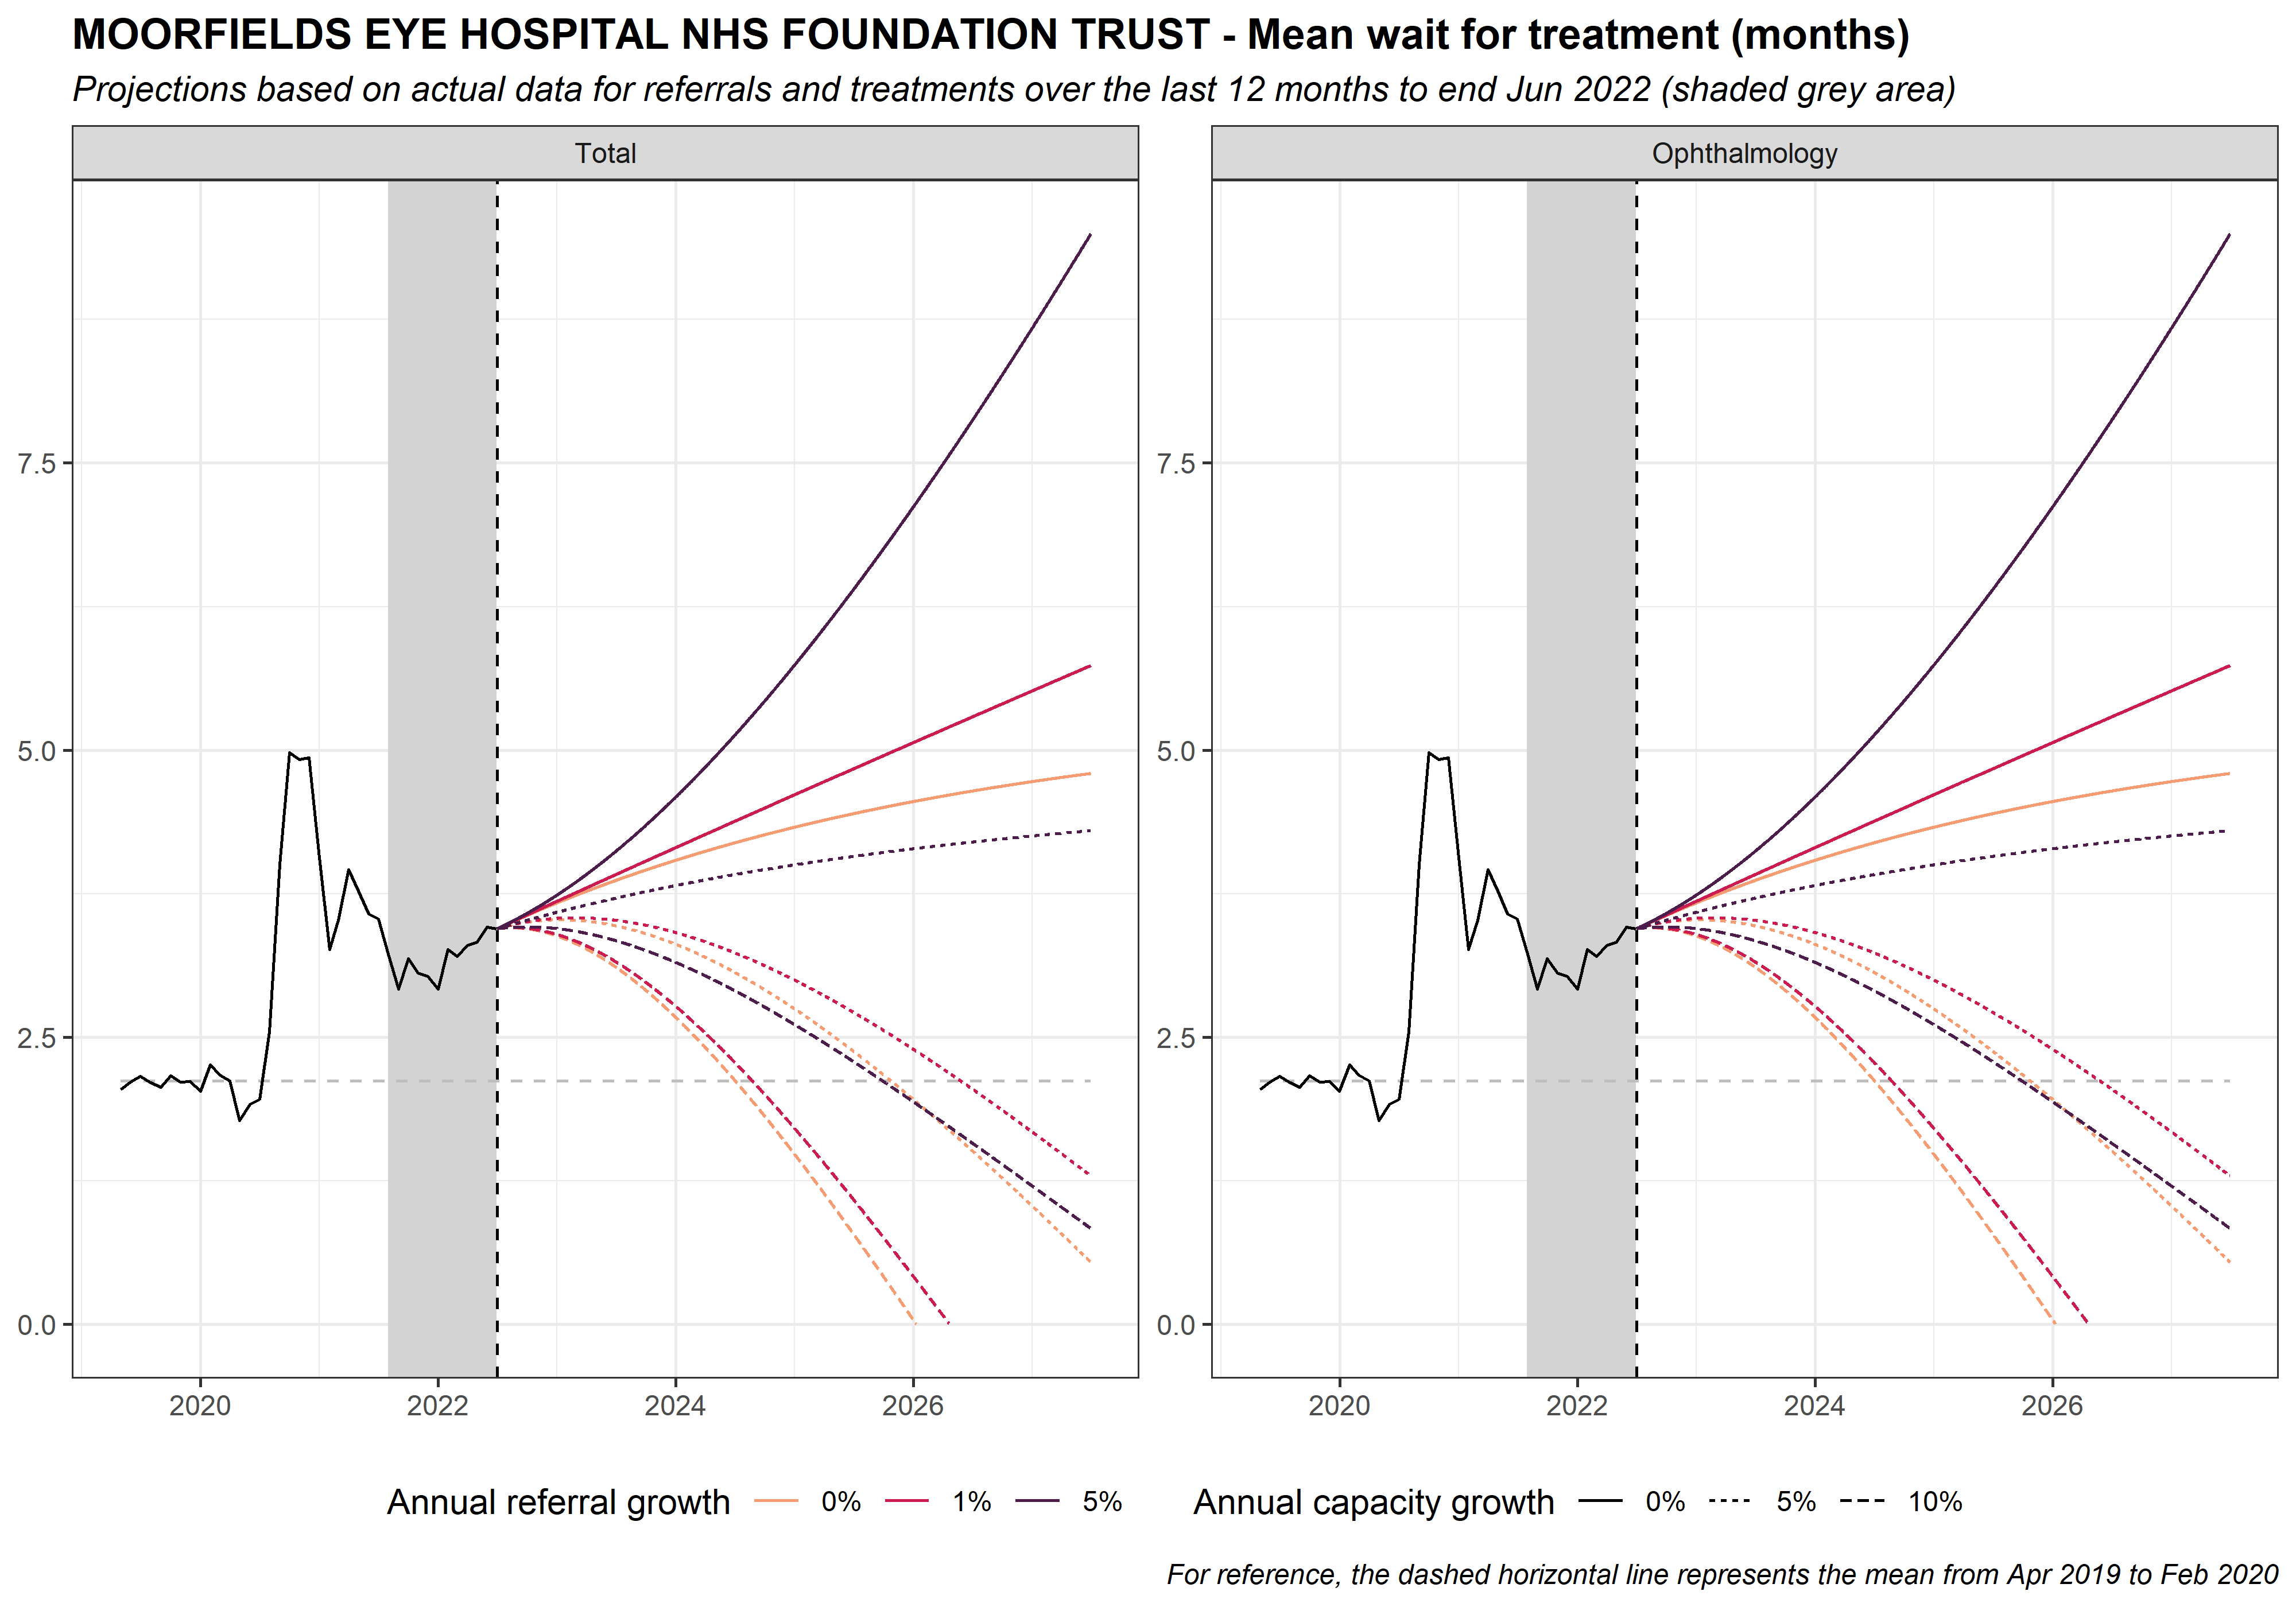 MOORFIELDS EYE HOSPITAL NHS FOUNDATION TRUST - Mean wait for treatment (months)
Projections based on actual data for referrals and treatments over the last 12 months to end Jun 2022 (shaded grey area)
Total
Ophthalmology
7.5
5.0
2.5
0.0
7.5
5.0
2.5
0.0
2020 2022 2024 2026
2020 2022 2024 2026
Annual referral growth 0% 1% 5%
Annual capacity growth 0% 5% 10%
For reference, the dashed horizontal line represents the mean from Apr 2019 to Feb 2020